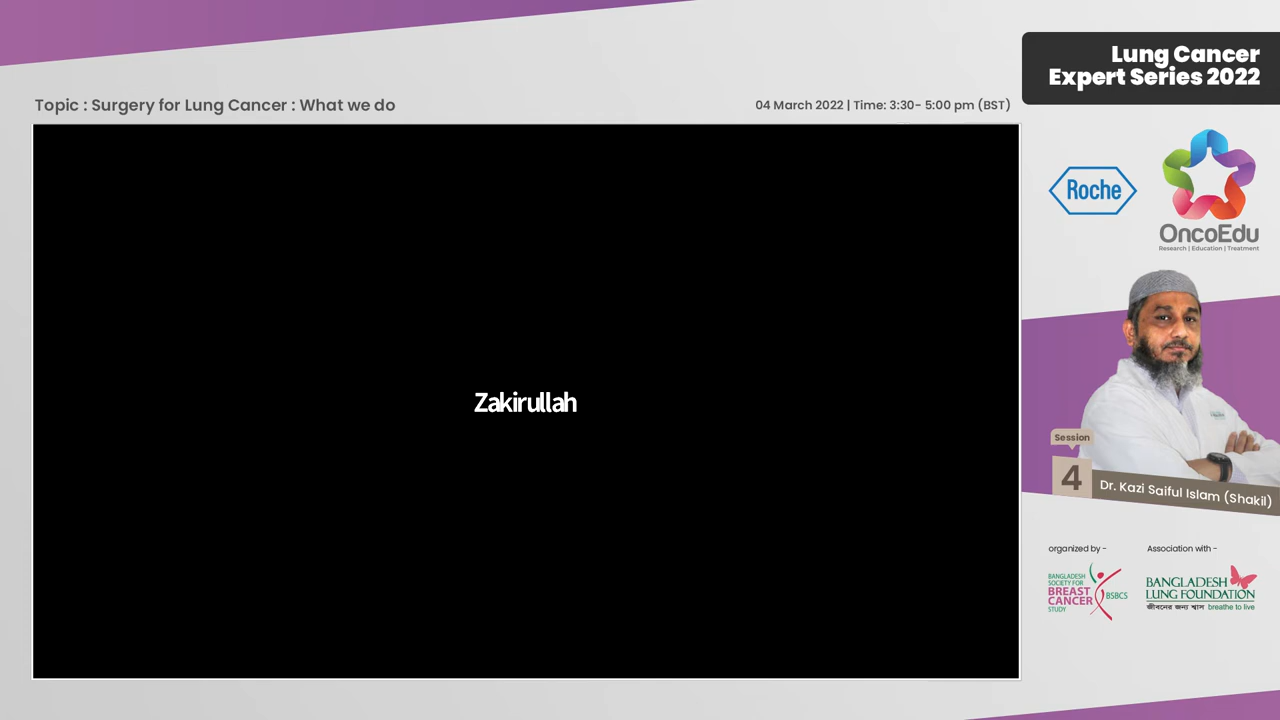 Lung Cancer
Expert Series 2022
Topic : Surgery for Lung Cancer : What we do
04 March 2022 | Time: 3:30- 5:00 pm (BST)
Roche
OncoEdu
Research | Education | Treatment
Zakirullah
Session
4
Dr. Kazi Saiful Islam (Shakil)
organized by -
Association with -
BANGLADESH
SOCIETY FOR
BREAST
CANCER
STUDY
BSBCS
BANGLADESH
LUNG FOUNDATION
জীবনের জন্য শ্বাস breathe to live